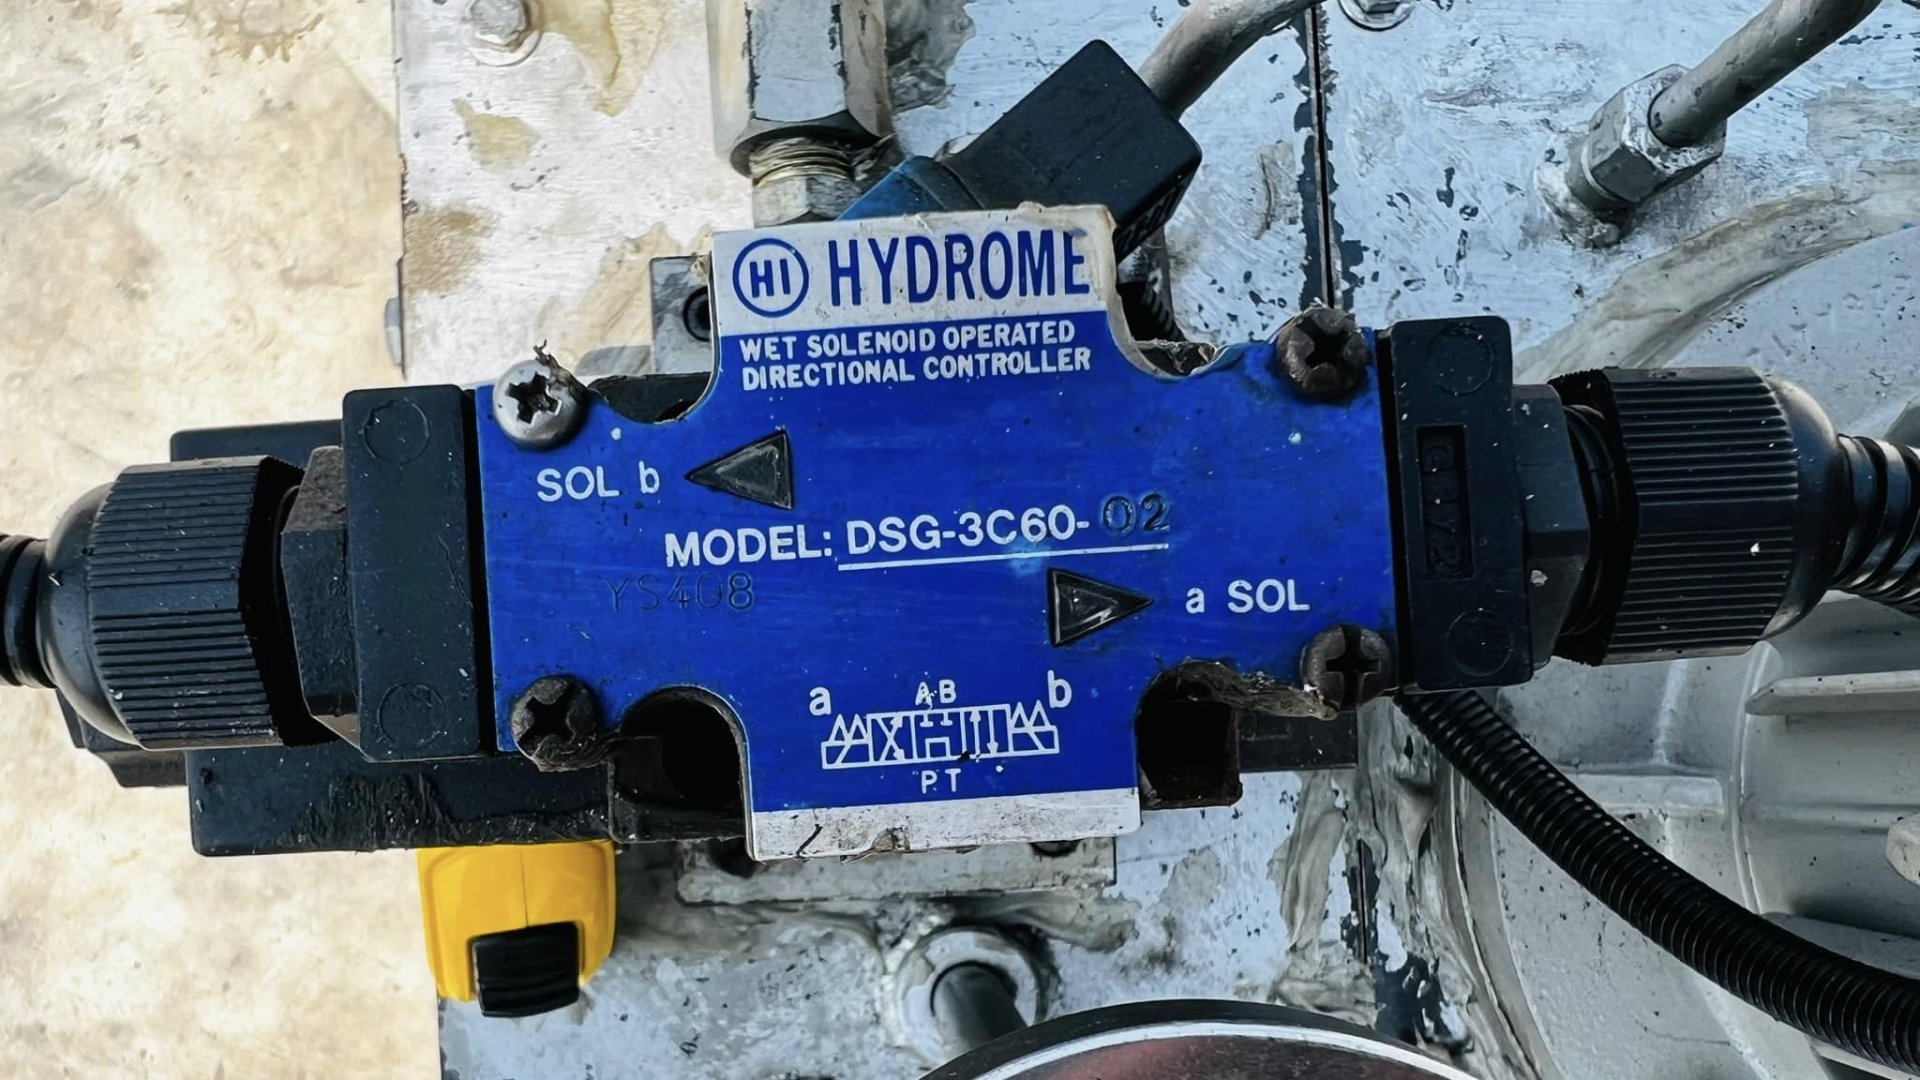 HI HYDROME
WET SOLENOID OPERATED
DIRECTIONAL CONTROLLER
SOL b
MODEL: DSG-3C60-02
YS408
a SOL
a A B b
P T